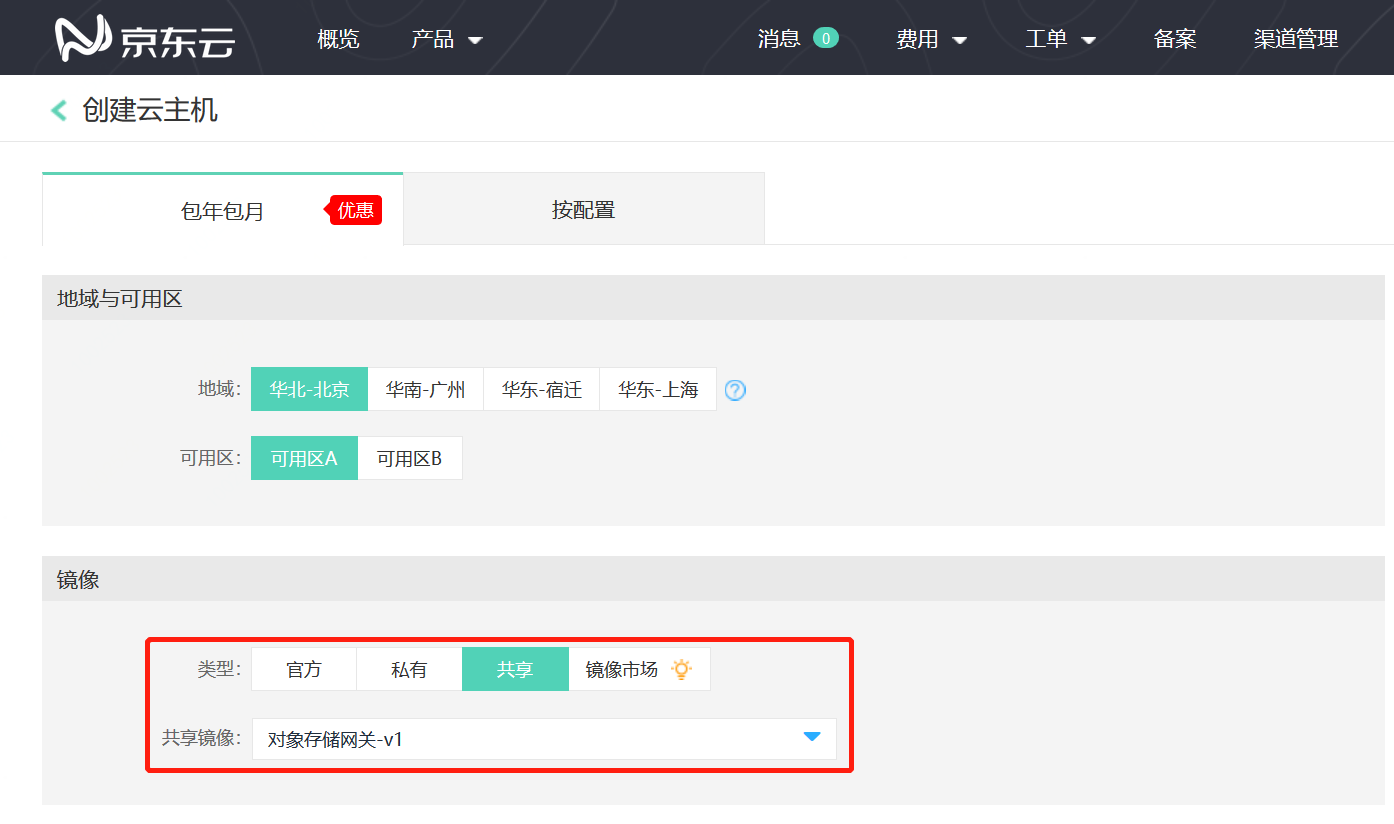 京东云 概览 产品 消息 0 费用 工单 备案 渠道管理
创建云主机
包年包月 优惠 按配置
地域与可用区
地域： 华北-北京 华南-广州 华东-宿迁 华东-上海 ?
可用区： 可用区A 可用区B
镜像
类型： 官方 私有 共享 镜像市场
共享镜像： 对象存储网关-v1